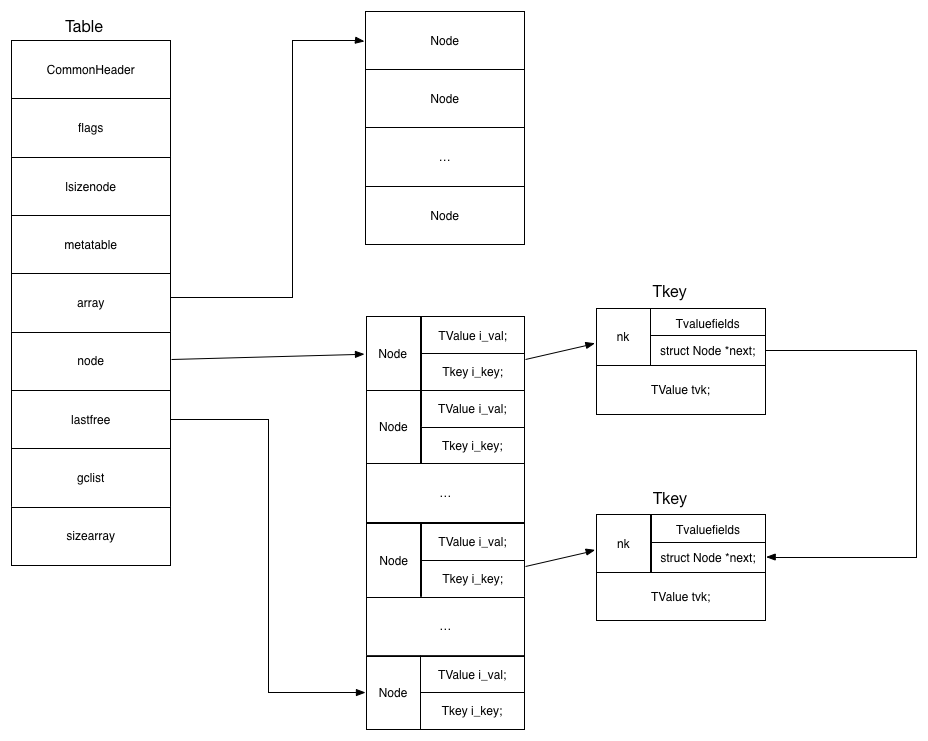 Table
CommonHeader
flags
lsizenode
metatable
array
node
lastfree
gclist
sizearray
Node
Node
...
Node
Node
TValue i_val;
Tkey i_key;
Node
TValue i_val;
Tkey i_key;
...
Node
TValue i_val;
Tkey i_key;
...
Node
TValue i_val;
Tkey i_key;
Tkey
nk
Tvaluefields
struct Node *next;
TValue tvk;
Tkey
nk
Tvaluefields
struct Node *next;
TValue tvk;